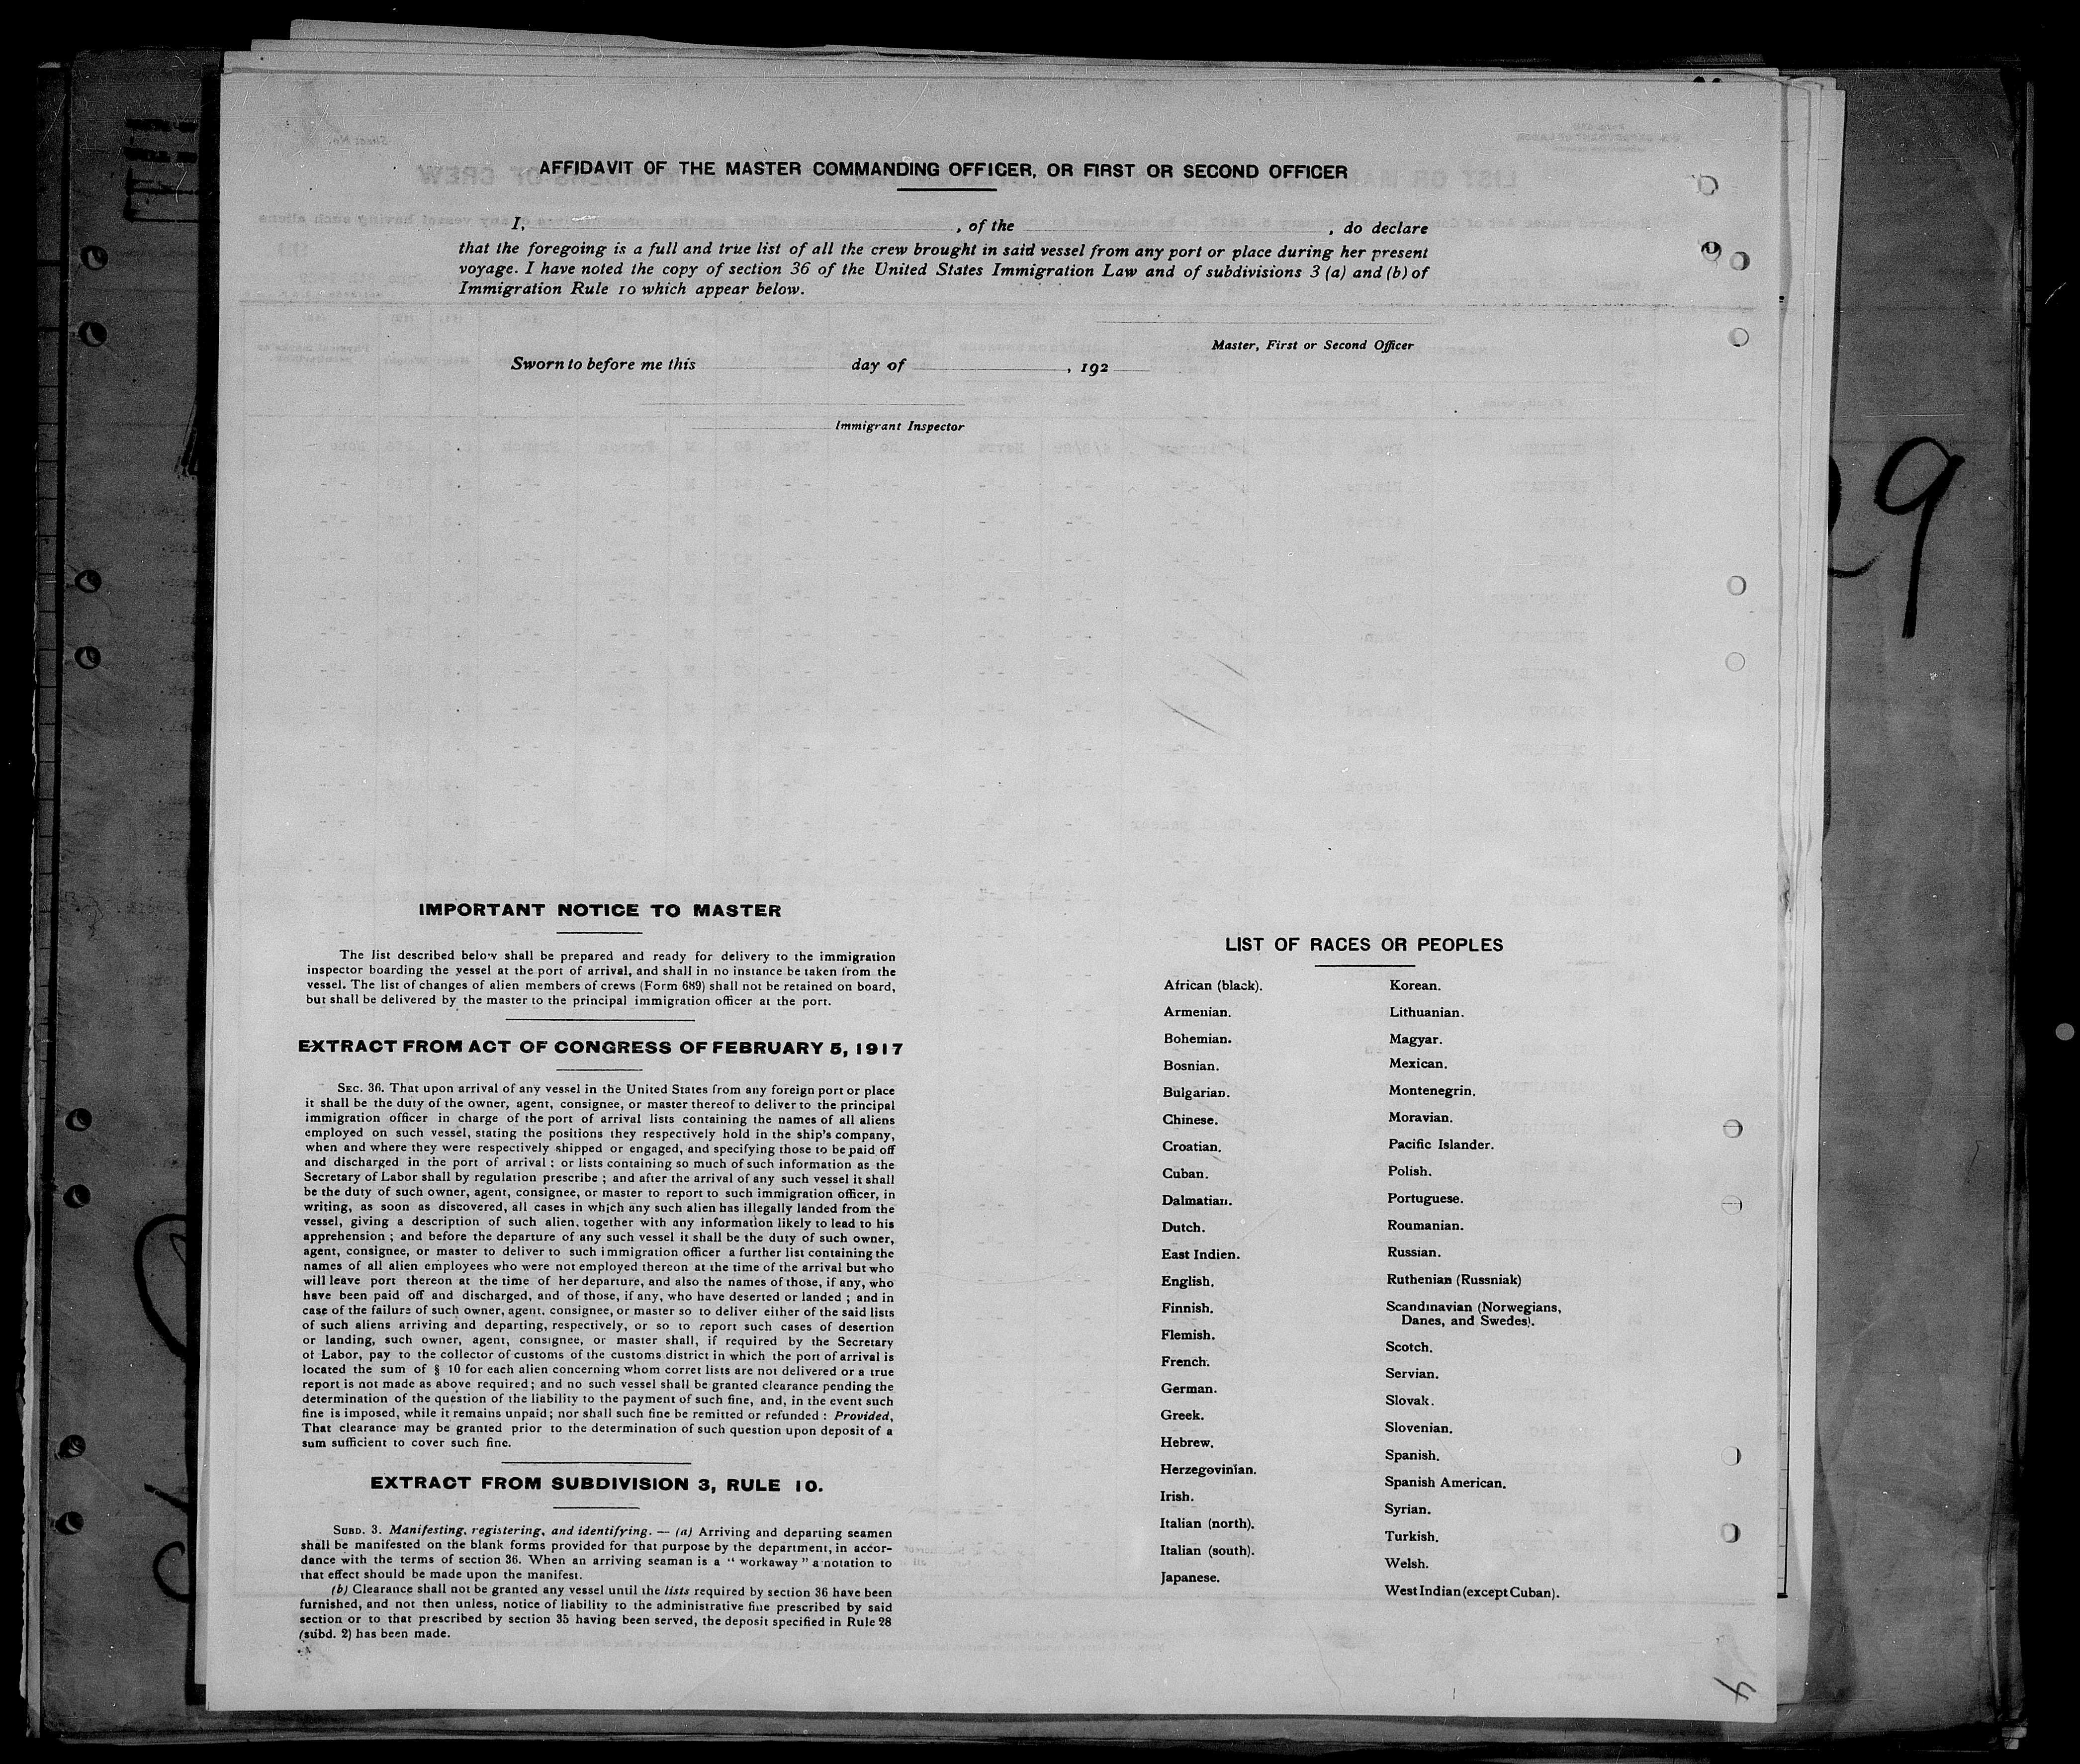 AFFIDAVIT OF THE MASTER COMMANDING OFFICER, OR FIRST OR SECOND OFFICER
I, , of the , do declare
that the foregoing is a full and true list of all the crew brought in said vessel from any port or place during her present
voyage. I have noted the copy of section 36 of the United States Immigration Law and of subdivisions 3 (a) and (b) of
Immigration Rule 10 which appear below.
Master, First or Second Officer
Sworn to before me this day of , 192
Immigrant Inspector
29
IMPORTANT NOTICE TO MASTER
The list described below shall be prepared and ready for delivery to the immigration
inspector boarding the vessel at the port of arrival, and shall in no instance be taken from the
vessel. The list of changes of alien members of crews (Form 689) shall not be retained on board,
but shall be delivered by the master to the principal immigration officer at the port.
EXTRACT FROM ACT OF CONGRESS OF FEBRUARY 5, 1917
SEC. 36. That upon arrival of any vessel in the United States from any foreign port or place
it shall be the duty of the owner, agent, consignee, or master thereof to deliver to the principal
immigration officer in charge of the port of arrival lists containing the names of all aliens
employed on such vessel, stating the positions they respectively hold in the ship's company,
when and where they were respectively shipped or engaged, and specifying those to be paid off
and discharged in the port of arrival ; or lists containing so much of such information as the
Secretary of Labor shall by regulation prescribe ; and after the arrival of any such vessel it shall
be the duty of such owner, agent, consignee, or master to report to such immigration officer, in
writing, as soon as discovered, all cases in which any such alien has illegally landed from the
vessel, giving a description of such alien, together with any information likely to lead to his
apprehension ; and before the departure of any such vessel it shall be the duty of such owner,
agent, consignee, or master to deliver to such immigration officer a further list containing the
names of all alien employees who were not employed thereon at the time of the arrival but who
will leave port thereon at the time of her departure, and also the names of those, if any, who
have been paid off and discharged, and of those, if any, who have deserted or landed ; and in
case of the failure of such owner, agent, consignee, or master so to deliver either of the said lists
of such aliens arriving and departing, respectively, or so to report such cases of desertion
or landing, such owner, agent, consignee, or master shall, if required by the Secretary
of Labor, pay to the collector of customs of the customs district in which the port of arrival is
located the sum of § 10 for each alien concerning whom corret lists are not delivered or a true
report is not made as above required ; and no such vessel shall be granted clearance pending the
determination of the question of the liability to the payment of such fine, and, in the event such
fine is imposed, while it remains unpaid ; nor shall such fine be remitted or refunded : Provided,
That clearance may be granted prior to the determination of such question upon deposit of a
sum sufficient to cover such fine.
EXTRACT FROM SUBDIVISION 3, RULE 10.
SUBD. 3. Manifesting, registering, and identifying. — (a) Arriving and departing seamen
shall be manifested on the blank forms provided for that purpose by the department, in accor-
dance with the terms of section 36. When an arriving seaman is a " workaway " a notation to
that effect should be made upon the manifest.
(b) Clearance shall not be granted any vessel until the lists required by section 36 have been
furnished, and not then unless, notice of liability to the administrative fine prescribed by said
section or to that prescribed by section 35 having been served, the deposit specified in Rule 28
(subd. 2) has been made.
LIST OF RACES OR PEOPLES
African (black).
Armenian.
Bohemian.
Bosnian.
Bulgarian.
Chinese.
Croatian.
Cuban.
Dalmatian.
Dutch.
East Indien.
English.
Finnish.
Flemish.
French.
German.
Greek.
Hebrew.
Herzegovinian.
Irish.
Italian (north).
Italian (south).
Japanese.
Korean.
Lithuanian.
Magyar.
Mexican.
Montenegrin.
Moravian.
Pacific Islander.
Polish.
Portuguese.
Roumanian.
Russian.
Ruthenian (Russniak)
Scandinavian (Norwegians,
Danes, and Swedes).
Scotch.
Servian.
Slovak.
Slovenian.
Spanish.
Spanish American.
Syrian.
Turkish.
Welsh.
West Indian (except Cuban).
4